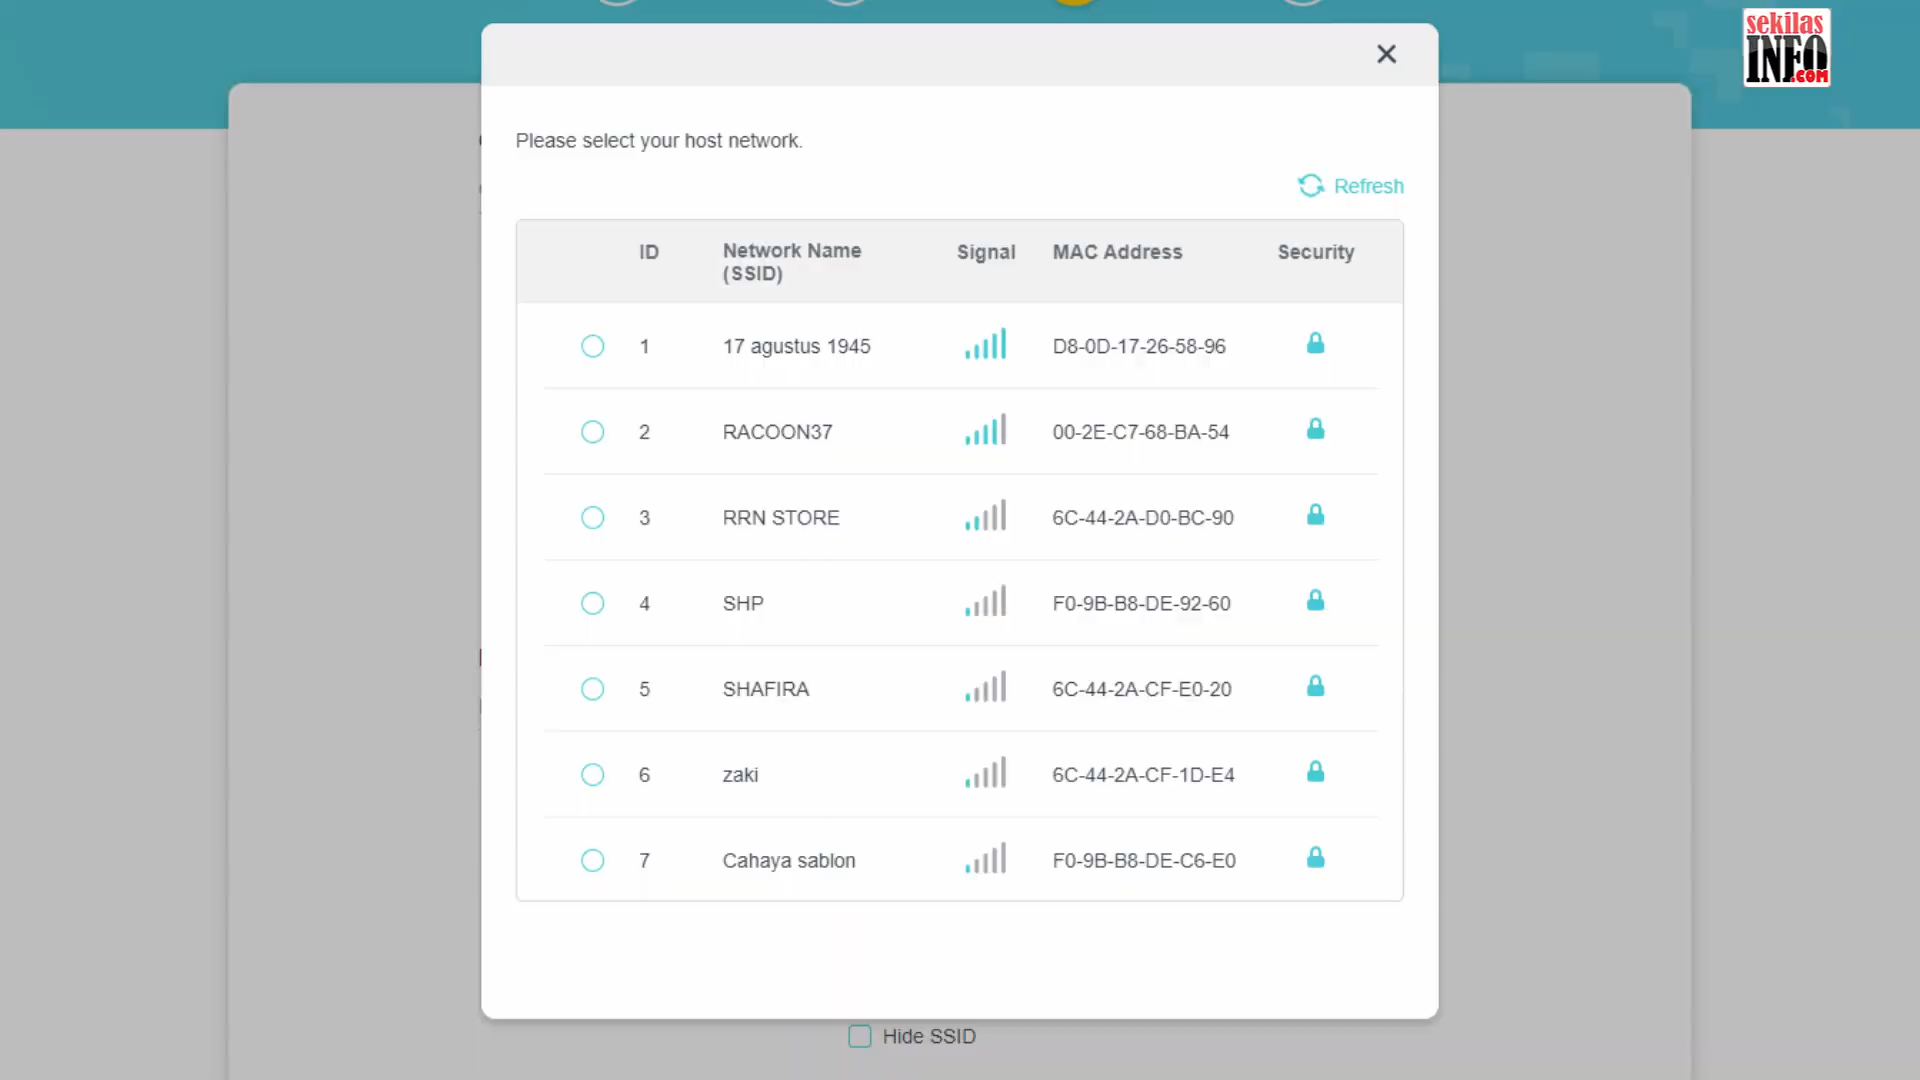 sekilas
INFO
.COM
Please select your host network.
Refresh
ID Network Name (SSID) Signal MAC Address Security
1 17 agustus 1945 D8-0D-17-26-58-96
2 RACOON37 00-2E-C7-68-BA-54
3 RRN STORE 6C-44-2A-D0-BC-90
4 SHP F0-9B-B8-DE-92-60
5 SHAFIRA 6C-44-2A-CF-E0-20
6 zaki 6C-44-2A-CF-1D-E4
7 Cahaya sablon F0-9B-B8-DE-C6-E0
Hide SSID